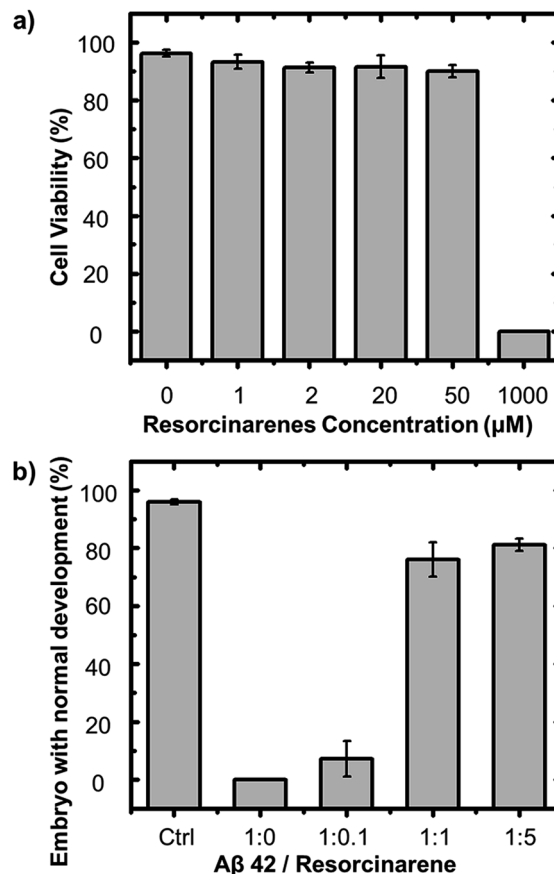 a)
Cell Viability (%)
100
80
60
40
20
0
0 1 2 20 50 1000
Resorcinarenes Concentration (µM)
b)
Embryo with normal development (%)
100
80
60
40
20
0
Ctrl 1:0 1:0.1 1:1 1:5
Aβ 42 / Resorcinarene